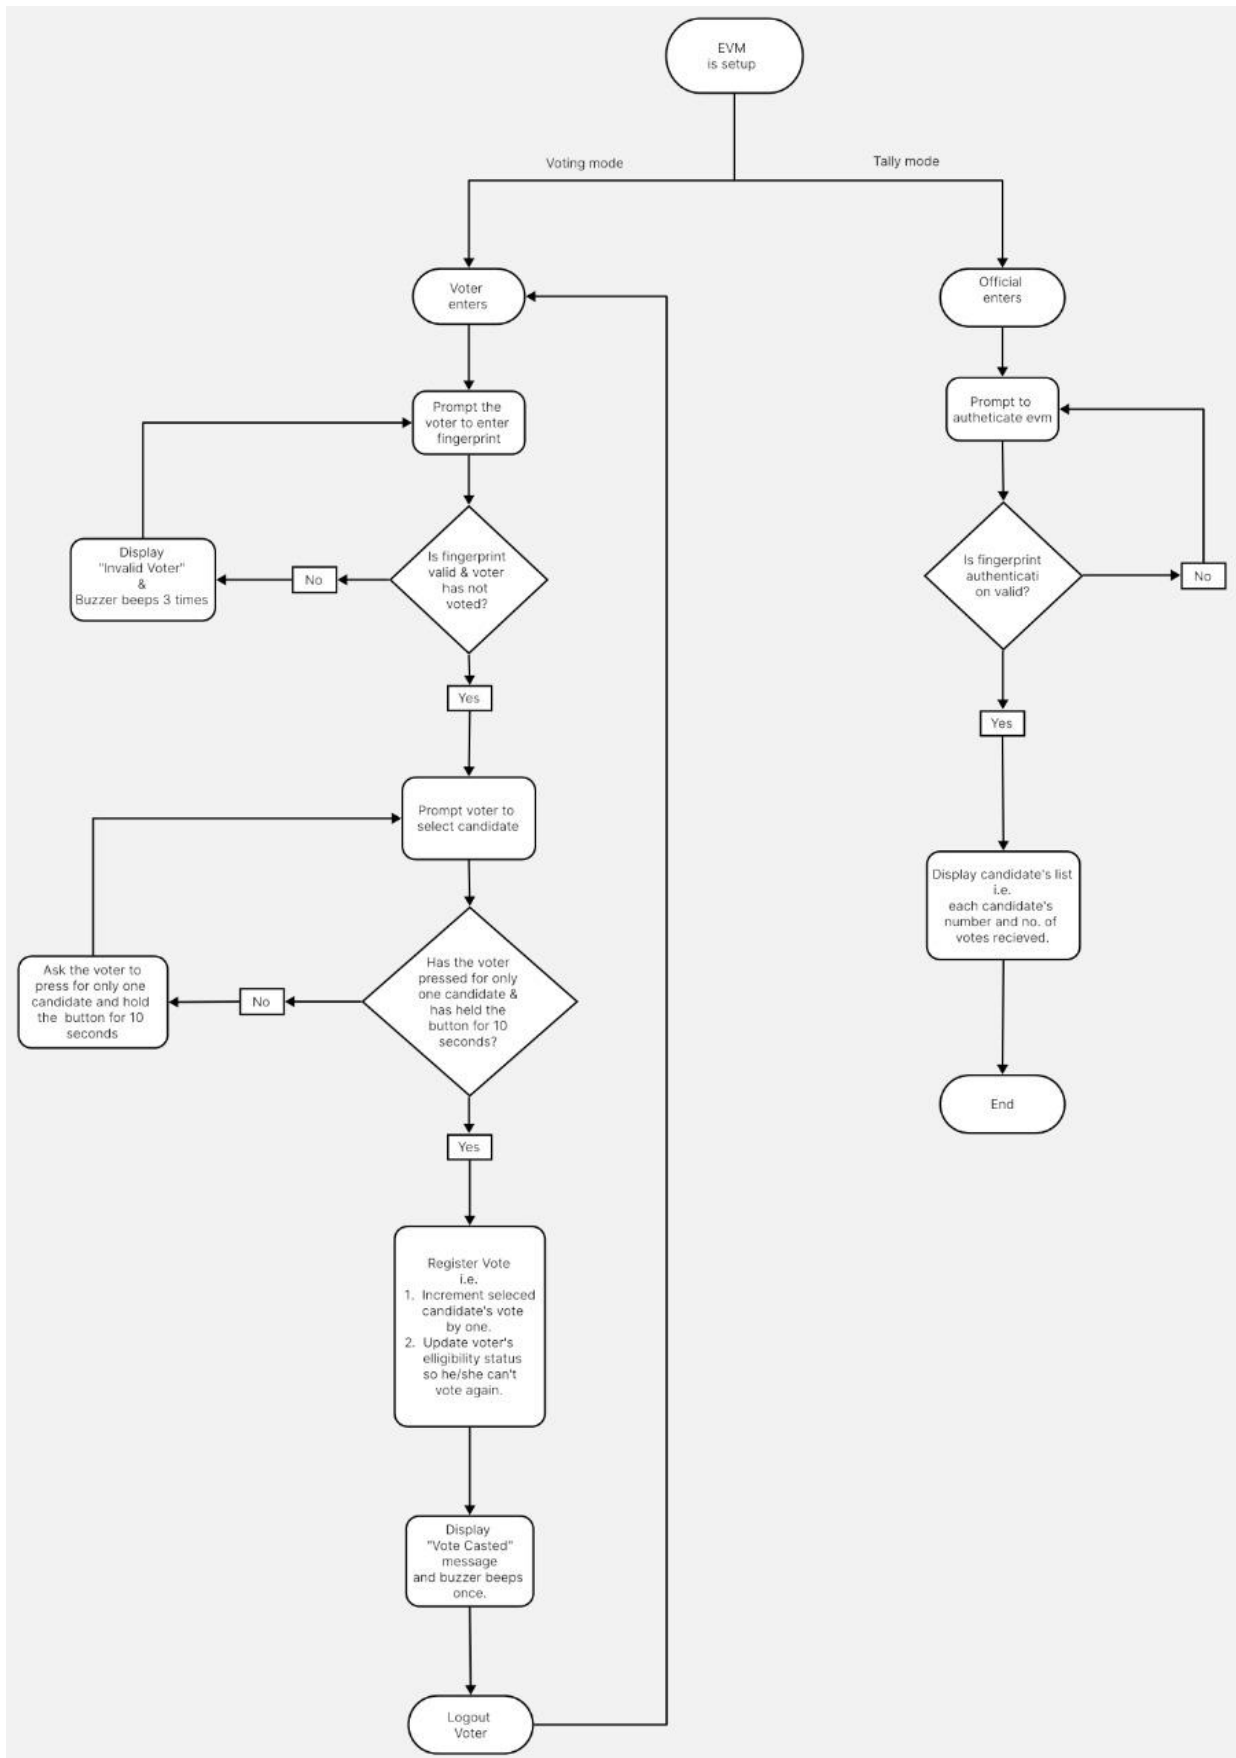 EVM
is setup
Voting mode
Tally mode
Voter
enters
Official
enters
Prompt the
voter to enter
fingerprint
Prompt to
autheticate evm
Display
"Invalid Voter"
&
Buzzer beeps 3 times
No
Is fingerprint
valid & voter
has not
voted?
Is fingerprint
authenticati
on valid?
No
Yes
Yes
Prompt voter to
select candidate
Display candidate's list
i.e.
each candidate's
number and no. of
votes recieved.
Ask the voter to
press for only one
candidate and hold
the button for 10
seconds
No
Has the voter
pressed for only
one candidate &
has held the
button for 10
seconds?
End
Yes
Register Vote
i.e.
1. Increment seleced
candidate's vote
by one.
2. Update voter's
elligibility status
so he/she can't
vote again.
Display
"Vote Casted"
message
and buzzer beeps
once.
Logout
Voter